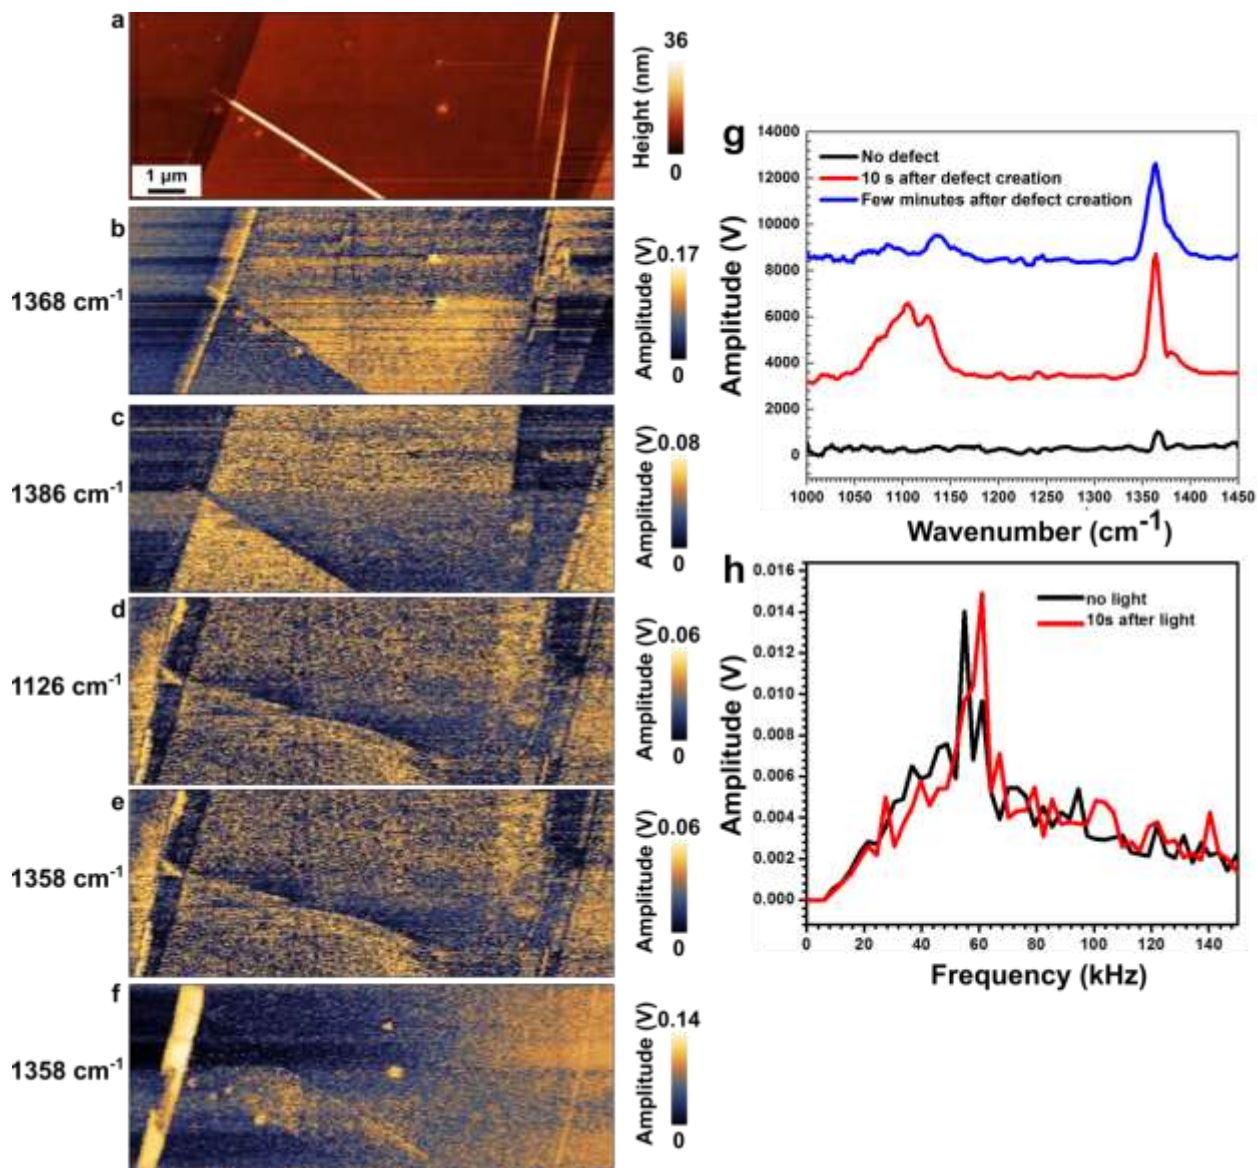 a
36
Height (nm)
0
1 µm
b
1368 cm-1
0.17
Amplitude (V)
0
c
1386 cm-1
0.08
Amplitude (V)
0
d
1126 cm-1
0.06
Amplitude (V)
0
e
1358 cm-1
0.06
Amplitude (V)
0
f
1358 cm-1
0.14
Amplitude (V)
0
g
14000
12000
10000
8000
6000
4000
2000
0
Amplitude (V)
No defect
10 s after defect creation
Few minutes after defect creation
1000 1050 1100 1150 1200 1250 1300 1350 1400 1450
Wavenumber (cm-1)
h
0.016
0.014
0.012
0.010
0.008
0.006
0.004
0.002
0.000
Amplitude (V)
no light
10s after light
0 20 40 60 80 100 120 140
Frequency (kHz)